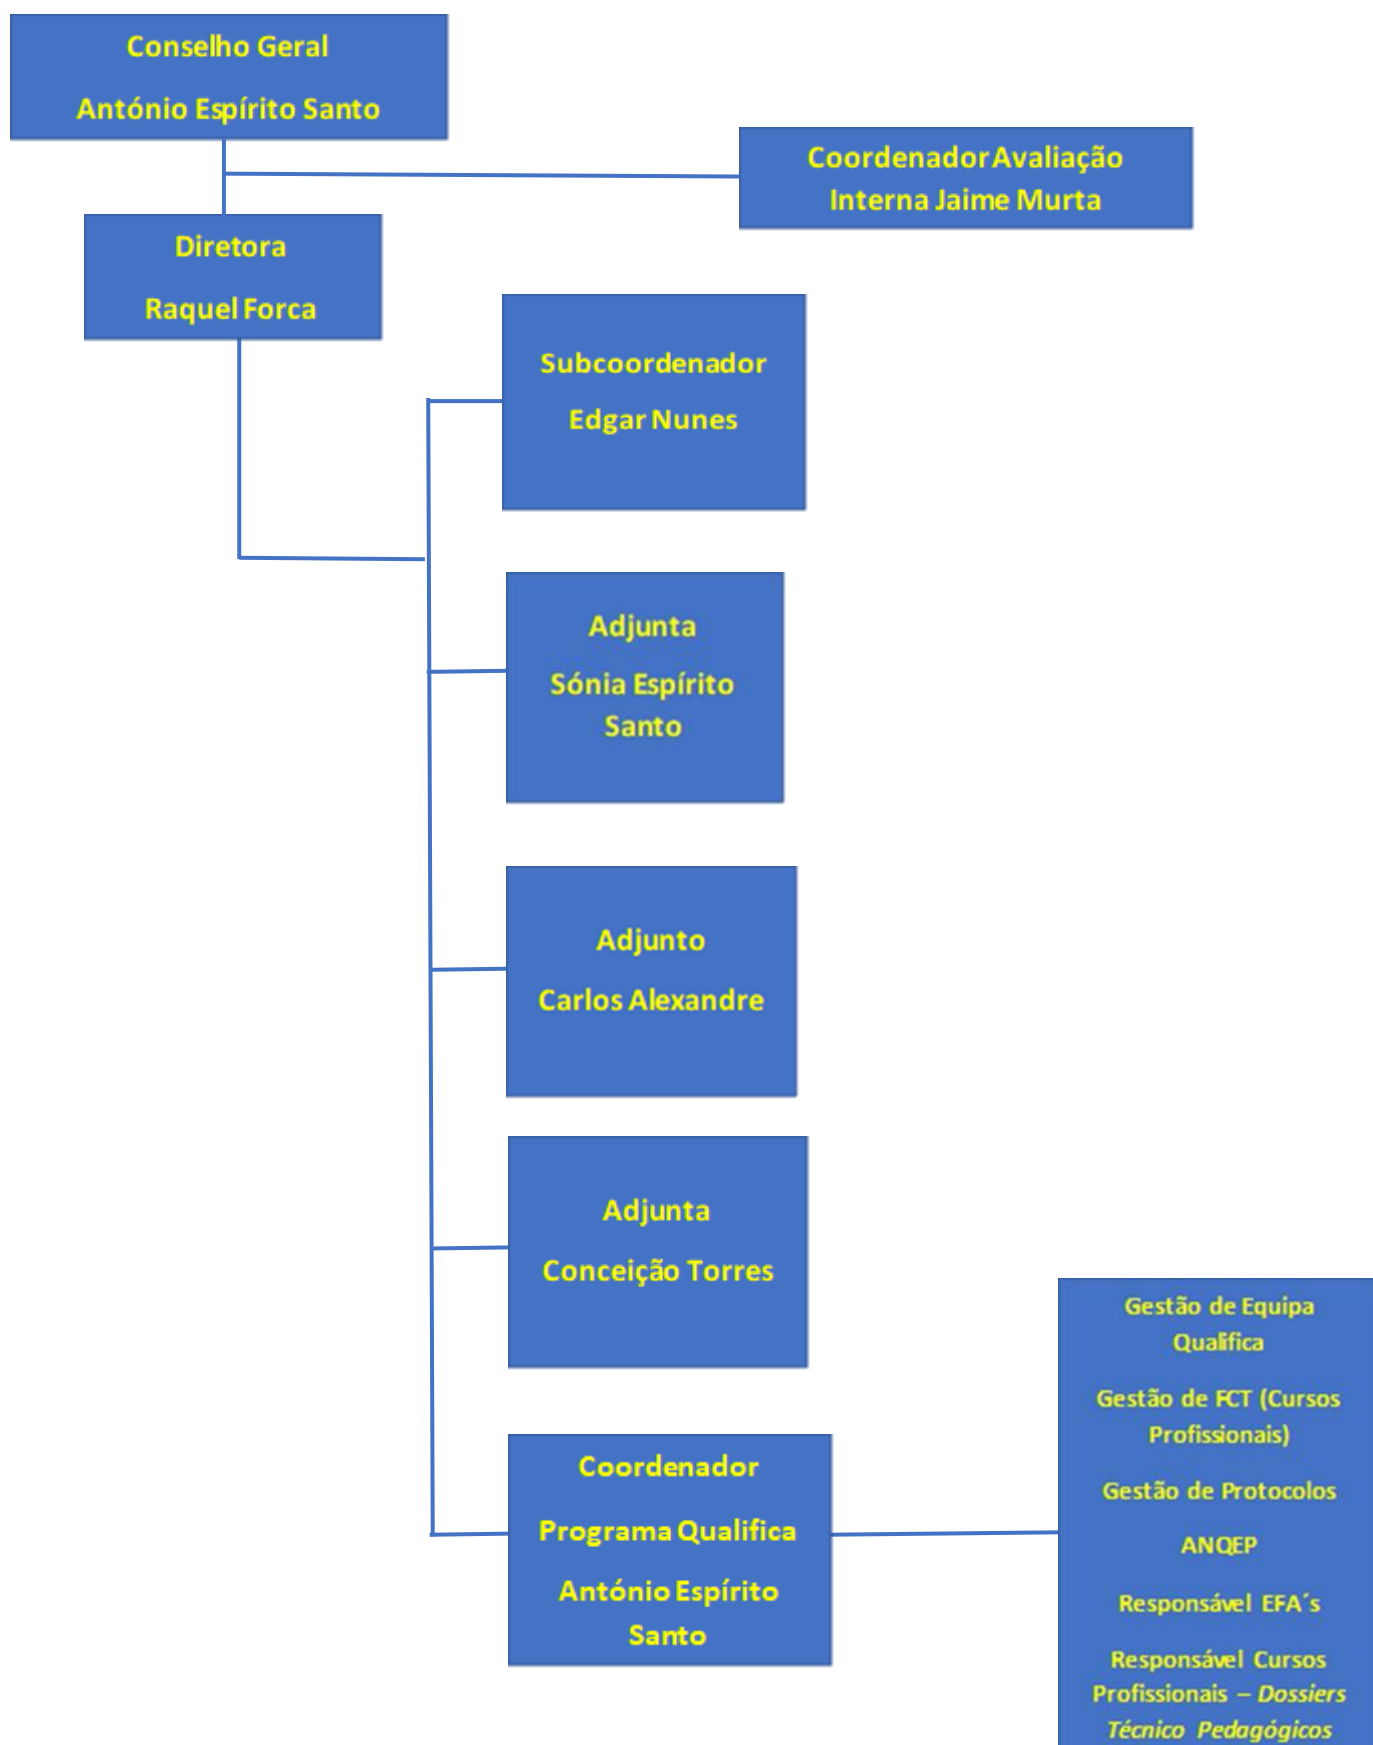 Conselho Geral
António Espírito Santo
Coordenador Avaliação
Interna Jaime Murta
Diretora
Raquel Forca
Subcoordenador
Edgar Nunes
Adjunta
Sónia Espírito
Santo
Adjunto
Carlos Alexandre
Adjunta
Conceição Torres
Coordenador
Programa Qualifica
António Espírito
Santo
Gestão de Equipa
Qualifica
Gestão de FCT (Cursos
Profissionais)
Gestão de Protocolos
ANQEP
Responsável EFA´s
Responsável Cursos
Profissionais – Dossiers
Técnico Pedagógicos